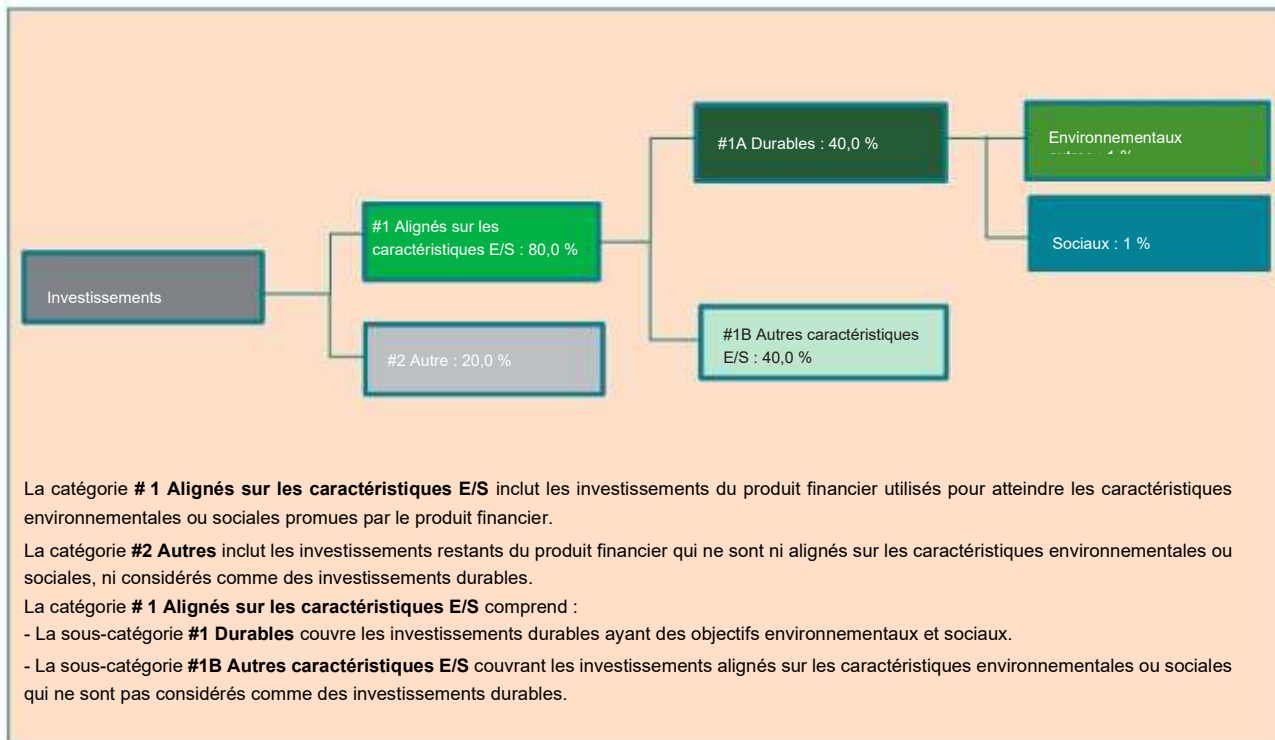 #1A Durables : 40,0 %
Environnementaux
#1 Alignés sur les
caractéristiques E/S : 80,0 %
Sociaux : 1 %
Investissements
#1B Autres caractéristiques
E/S : 40,0 %
#2 Autre : 20,0 %
La catégorie # 1 Alignés sur les caractéristiques E/S inclut les investissements du produit financier utilisés pour atteindre les caractéristiques
environnementales ou sociales promues par le produit financier.
La catégorie #2 Autres inclut les investissements restants du produit financier qui ne sont ni alignés sur les caractéristiques environnementales ou
sociales, ni considérés comme des investissements durables.
La catégorie # 1 Alignés sur les caractéristiques E/S comprend :
- La sous-catégorie #1 Durables couvre les investissements durables ayant des objectifs environnementaux et sociaux.
- La sous-catégorie #1B Autres caractéristiques E/S couvrant les investissements alignés sur les caractéristiques environnementales ou sociales
qui ne sont pas considérés comme des investissements durables.